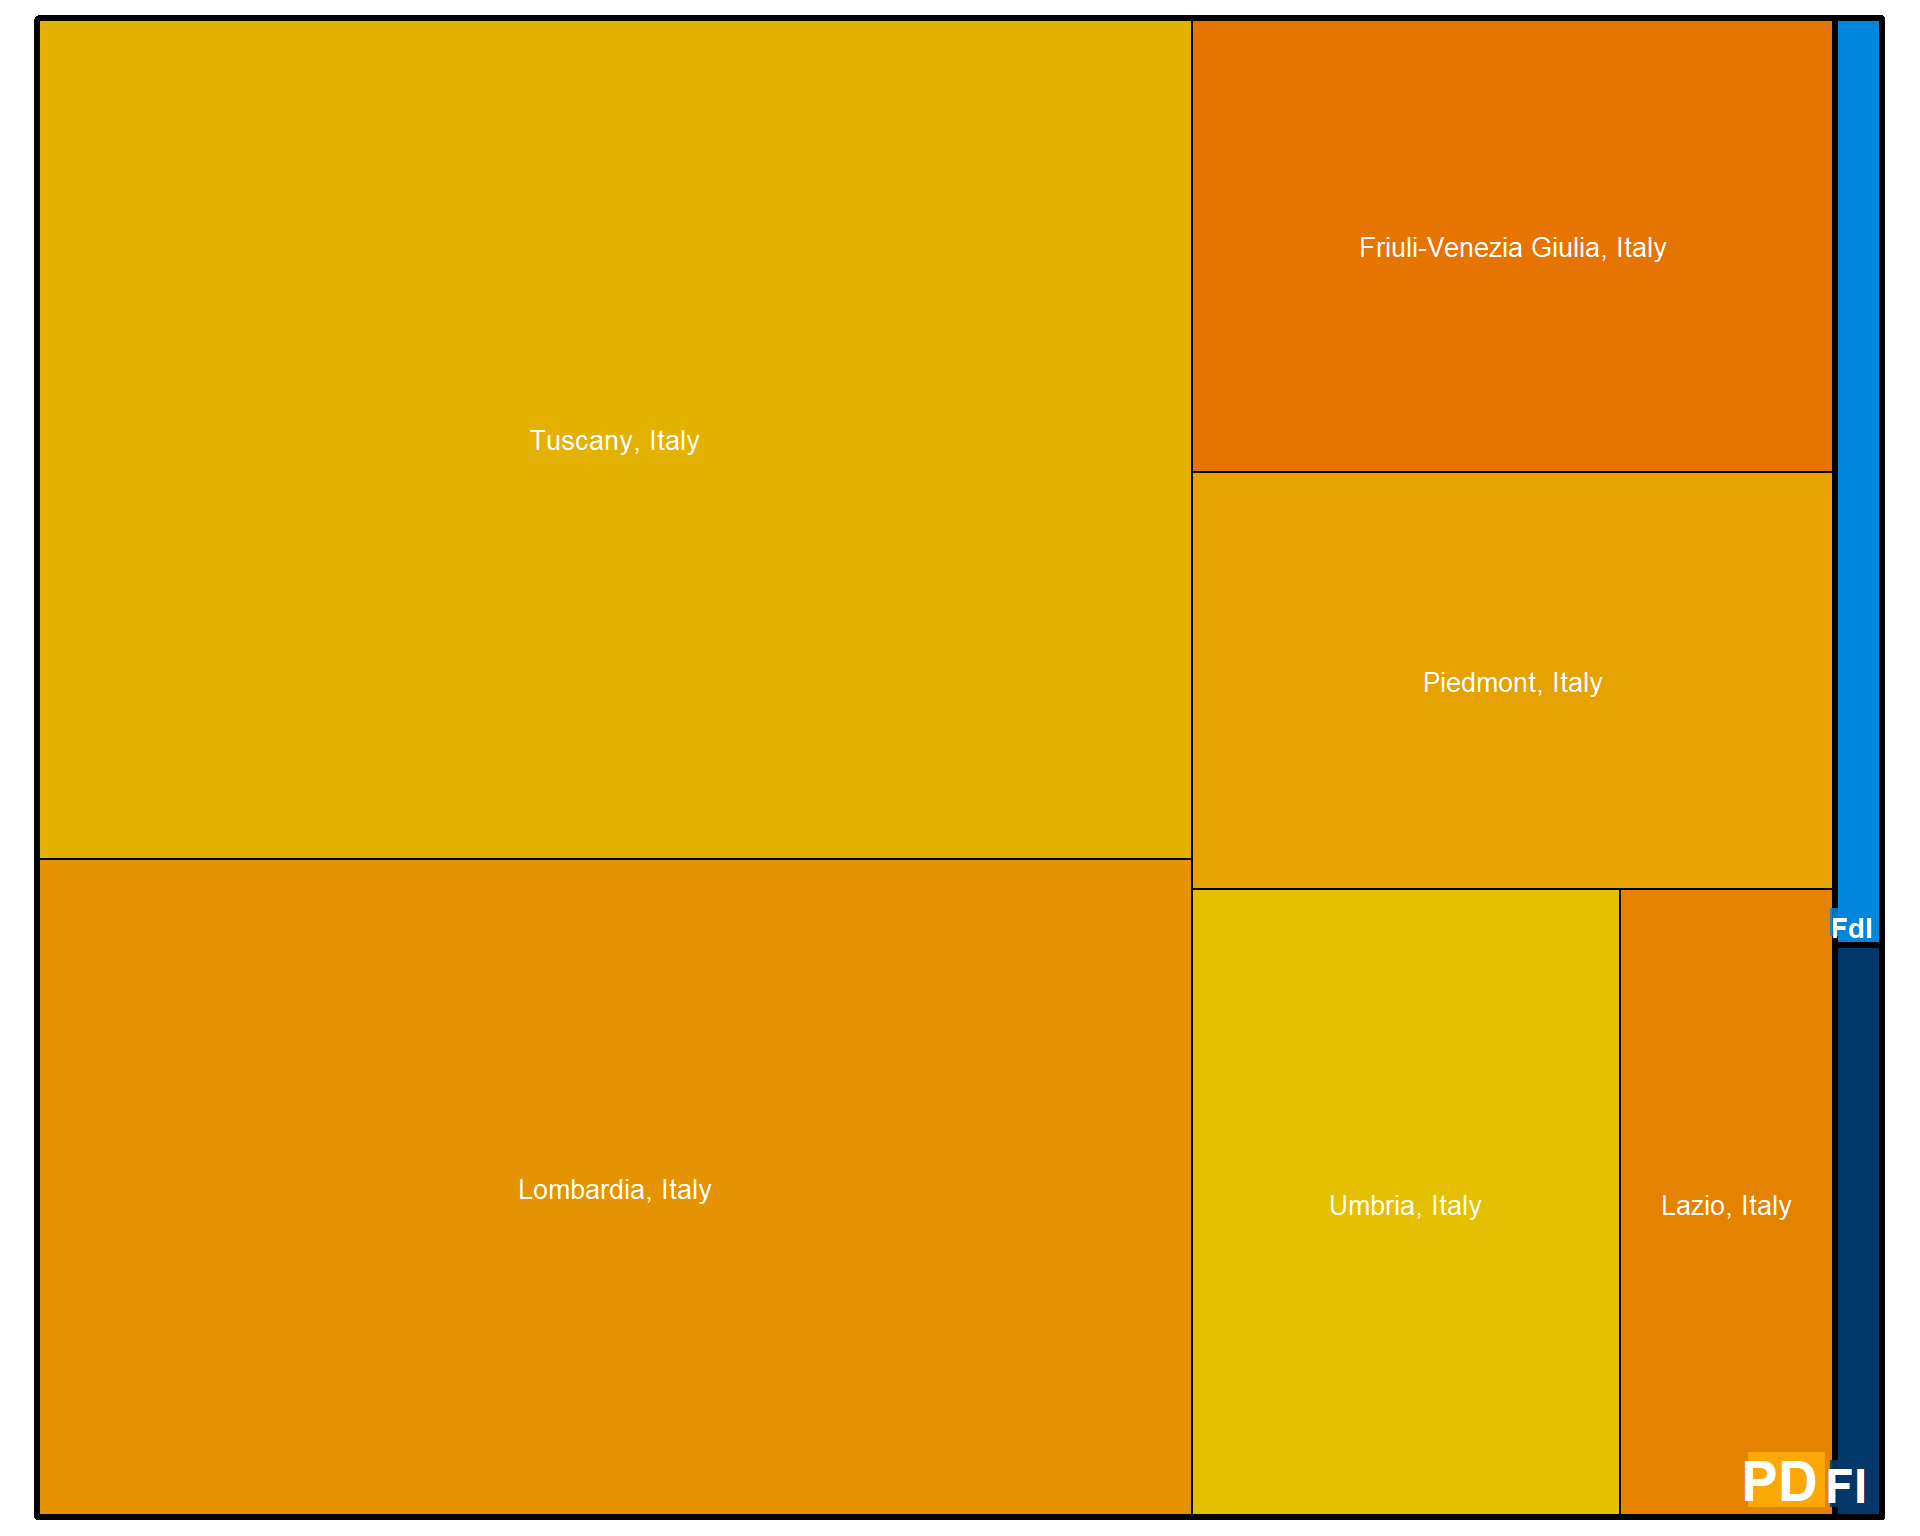 Tuscany, Italy
Friuli-Venezia Giulia, Italy
Piedmont, Italy
Lombardia, Italy
Umbria, Italy
Lazio, Italy
FdI
PD
FI